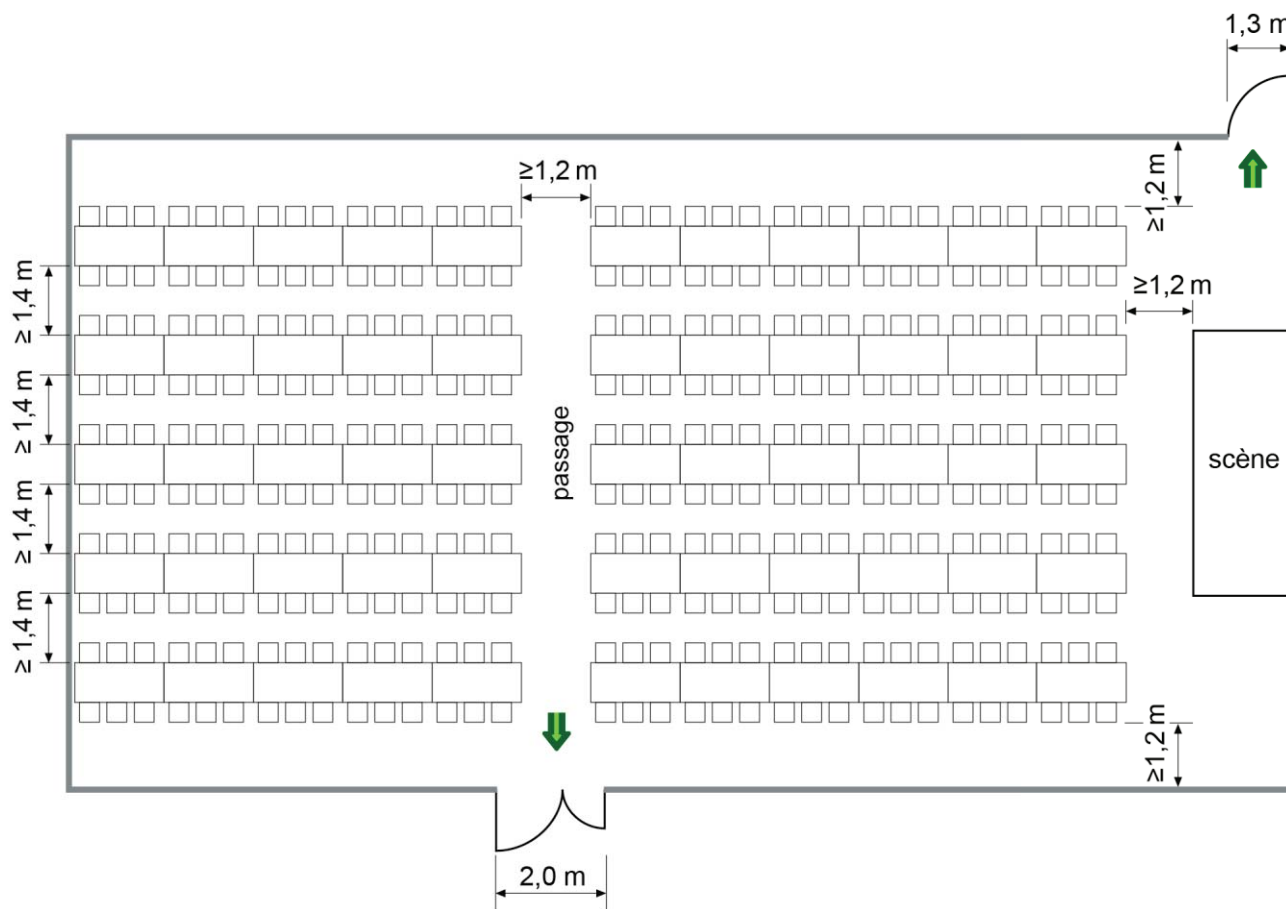 1,3 m
≥1,2 m
≥1,2 m
≥1,2 m
≥ 1,4 m
≥ 1,4 m
≥ 1,4 m
≥ 1,4 m
passage
scène
≥1,2 m
2,0 m